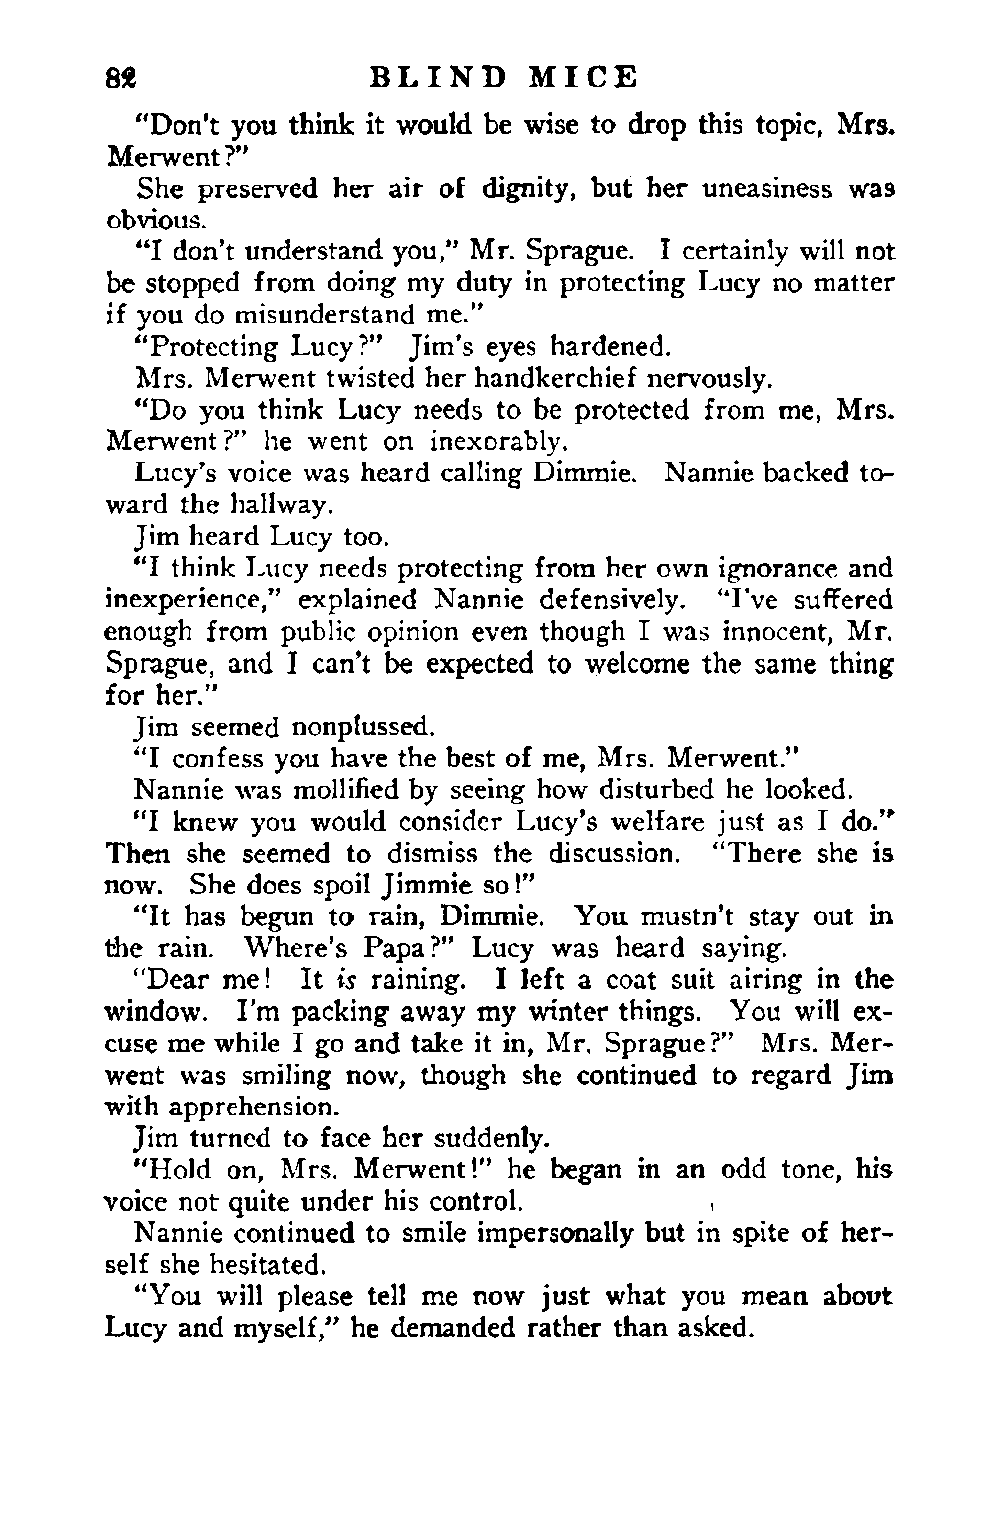 82 BLIND MICE
"Don't you think it would be wise to drop this topic, Mrs.
Merwent?"
She preserved her air of dignity, but her uneasiness was
obvious.
"I don't understand you," Mr. Sprague. I certainly will not
be stopped from doing my duty in protecting Lucy no matter
if you do misunderstand me."
"Protecting Lucy?" Jim's eyes hardened.
Mrs. Merwent twisted her handkerchief nervously.
"Do you think Lucy needs to be protected from me, Mrs.
Merwent?" he went on inexorably.
Lucy's voice was heard calling Dimmie. Nannie backed to-
ward the hallway.
Jim heard Lucy too.
"I think Lucy needs protecting from her own ignorance and
inexperience," explained Nannie defensively. "I've suffered
enough from public opinion even though I was innocent, Mr.
Sprague, and I can't be expected to welcome the same thing
for her."
Jim seemed nonplussed.
"I confess you have the best of me, Mrs. Merwent."
Nannie was mollified by seeing how disturbed he looked.
"I knew you would consider Lucy's welfare just as I do."
Then she seemed to dismiss the discussion. "There she is
now. She does spoil Jimmie so!"
"It has begun to rain, Dimmie. You mustn't stay out in
the rain. Where's Papa?" Lucy was heard saying.
"Dear me! It is raining. I left a coat suit airing in the
window. I'm packing away my winter things. You will ex-
cuse me while I go and take it in, Mr. Sprague?" Mrs. Mer-
went was smiling now, though she continued to regard Jim
with apprehension.
Jim turned to face her suddenly.
"Hold on, Mrs. Merwent!" he began in an odd tone, his
voice not quite under his control.
Nannie continued to smile impersonally but in spite of her-
self she hesitated.
"You will please tell me now just what you mean about
Lucy and myself," he demanded rather than asked.